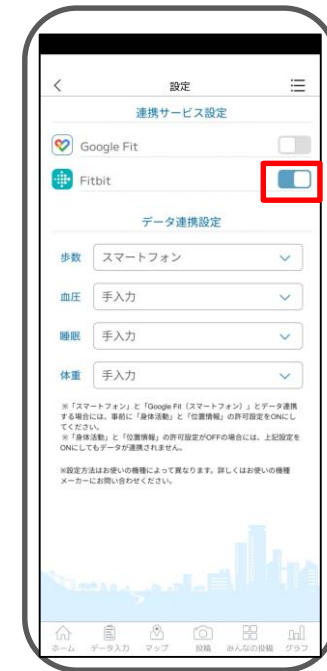 設定
連携サービス設定
Google Fit
Fitbit
データ連携設定
歩数 スマートフォン
血圧 手入力
睡眠 手入力
体重 手入力
※「スマートフォン」と「Google Fit（スマートフォン）」とデータ連携
する場合には、事前に「身体活動」と「位置情報」の許可設定をONにし
てください。
※「身体活動」と「位置情報」の許可設定がOFFの場合には、上記設定を
ONにしてもデータが連携されません。
※設定方法はお使いの機種によって異なります。詳しくはお使いの機種
メーカーにお問い合わせください。
ホーム データ入力 マップ 投稿 みんなの投稿 グラフ